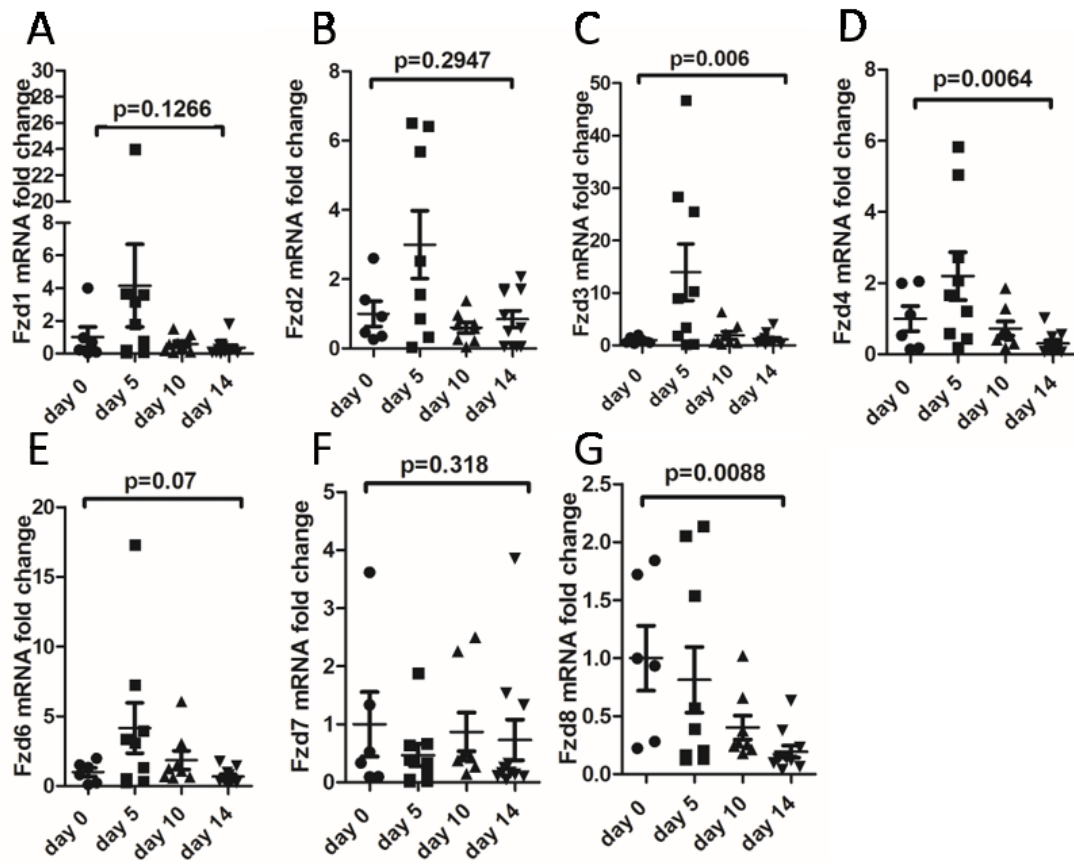 A
Fzd1 mRNA fold change
30
28
26
24
22
20
8
6
4
2
0
p=0.1266
day 0
day 5
day 10
day 14
B
Fzd2 mRNA fold change
8
6
4
2
0
p=0.2947
day 0
day 5
day 10
day 14
C
Fzd3 mRNA fold change
50
40
30
20
10
0
p=0.006
day 0
day 5
day 10
day 14
D
Fzd4 mRNA fold change
8
6
4
2
0
p=0.0064
day 0
day 5
day 10
day 14
E
Fzd6 mRNA fold change
20
15
10
5
0
p=0.07
day 0
day 5
day 10
day 14
F
Fzd7 mRNA fold change
5
4
3
2
1
0
p=0.318
day 0
day 5
day 10
day 14
G
Fzd8 mRNA fold change
2.5
2.0
1.5
1.0
0.5
0.0
p=0.0088
day 0
day 5
day 10
day 14